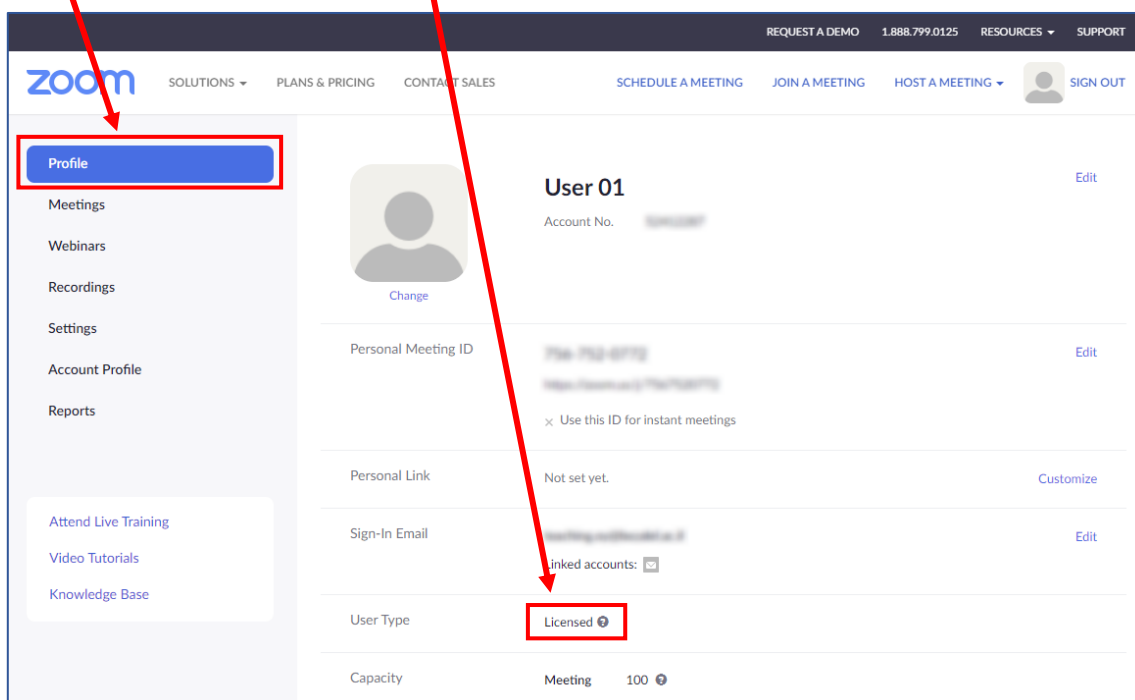 REQUEST A DEMO 1.888.799.0125 RESOURCES SUPPORT
zoom SOLUTIONS PLANS & PRICING CONTACT SALES SCHEDULE A MEETING JOIN A MEETING HOST A MEETING SIGN OUT
Profile
Meetings
Webinars
Recordings
Settings
Account Profile
Reports
Attend Live Training
Video Tutorials
Knowledge Base
User 01 Edit
Account No.
Change
Personal Meeting ID Edit
× Use this ID for instant meetings
Personal Link Not set yet. Customize
Sign-In Email Edit
Linked accounts:
User Type Licensed
Capacity Meeting 100